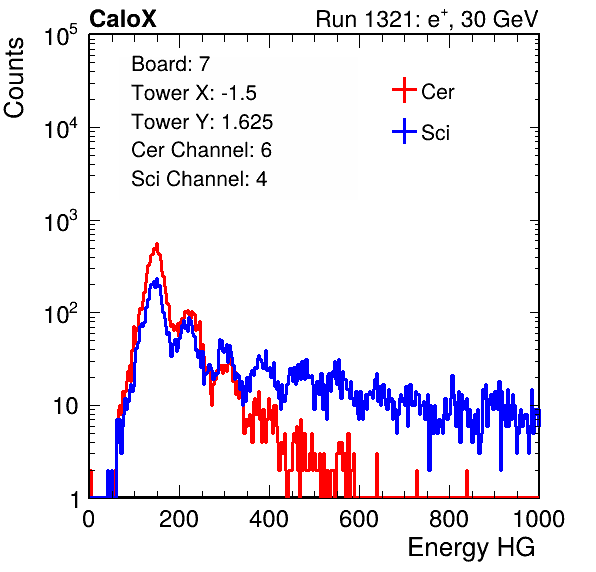 CaloX Run 1321: e⁺, 30 GeV
Counts
Board: 7
Tower X: -1.5
Tower Y: 1.625
Cer Channel: 6
Sci Channel: 4
Cer
Sci
10⁵
10⁴
10³
10²
10
1
0 200 400 600 800 1000
Energy HG